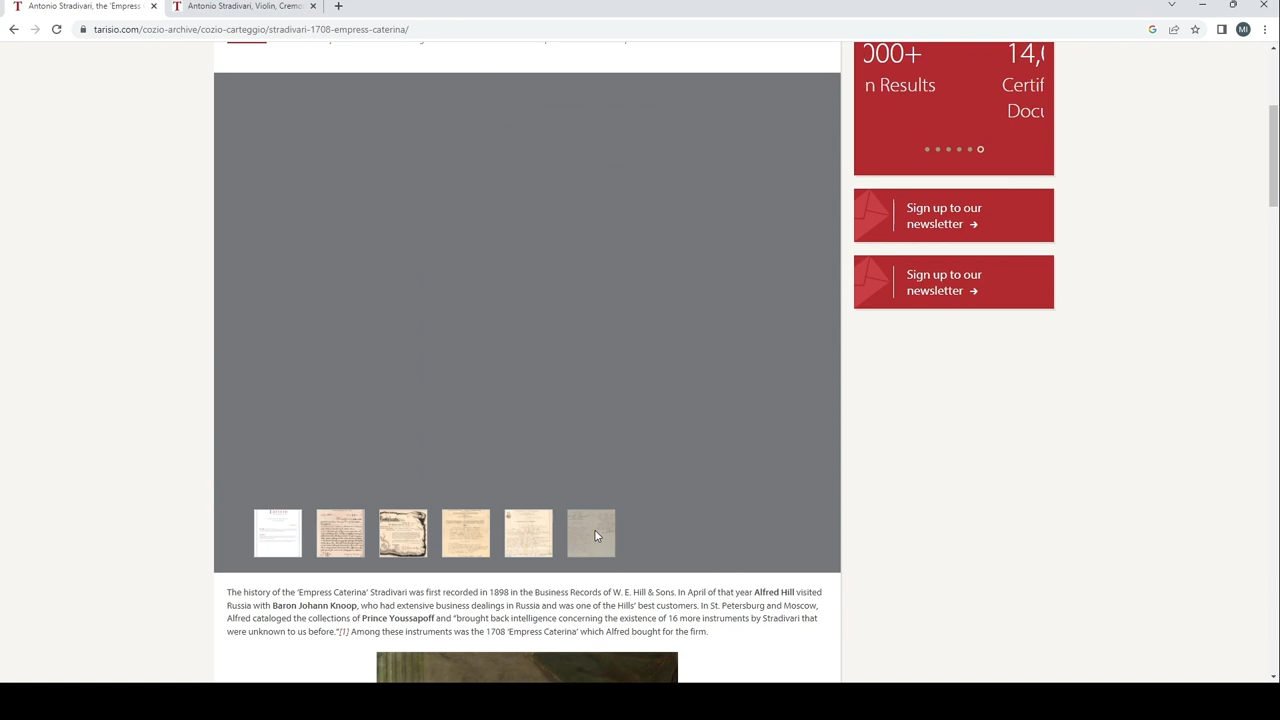 Antonio Stradivari, the 'Empress
Antonio Stradivari, Violin, Cremo
tarisio.com/cozio-archive/cozio-carteggio/stradivari-1708-empress-caterina/
MI
000+
n Results
14,
Certif
Docu
Sign up to our
newsletter →
Sign up to our
newsletter →
The history of the 'Empress Caterina' Stradivari was first recorded in 1898 in the Business Records of W. E. Hill & Sons. In April of that year Alfred Hill visited
Russia with Baron Johann Knoop, who had extensive business dealings in Russia and was one of the Hills' best customers. In St. Petersburg and Moscow,
Alfred cataloged the collections of Prince Youssapoff and "brought back intelligence concerning the existence of 16 more instruments by Stradivari that
were unknown to us before."[1] Among these instruments was the 1708 'Empress Caterina' which Alfred bought for the firm.